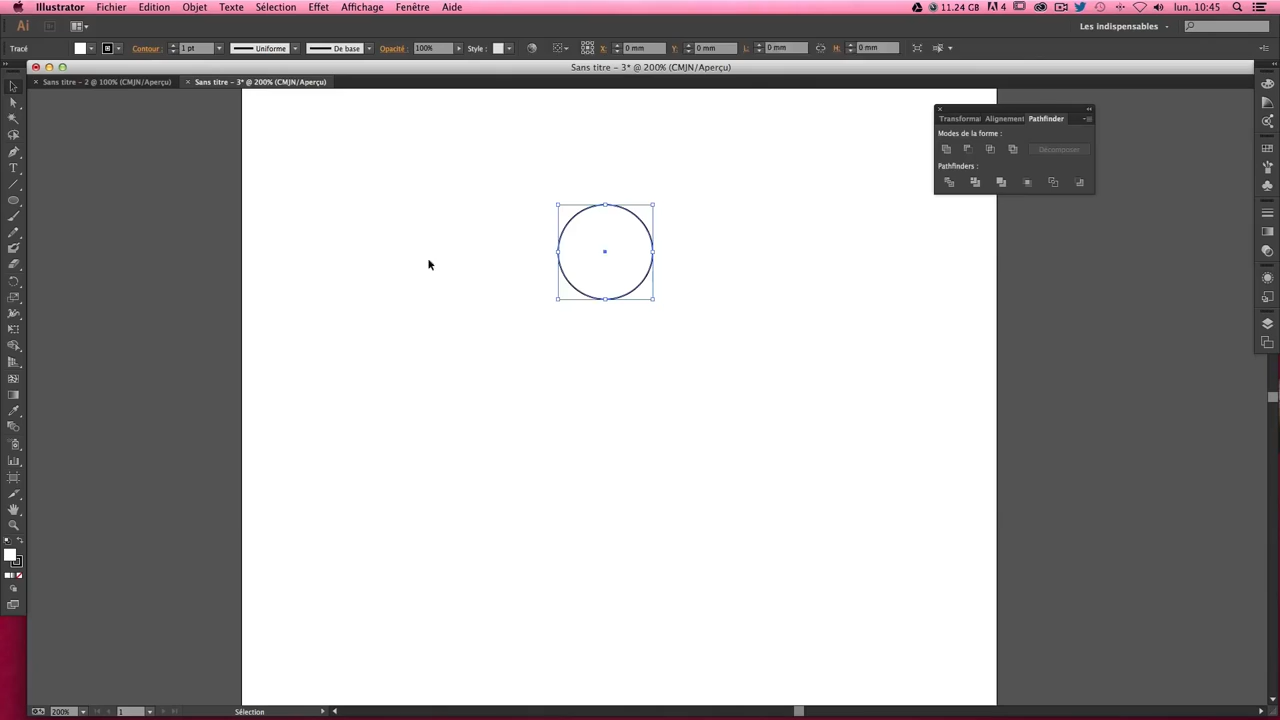 Illustrator Fichier Edition Objet Texte Sélection Effet Affichage Fenêtre Aide 11.24 GB 4 lun. 10:45
Ai Les indispensables
Tracé Contour : 1 pt Uniforme De base Opacité : 100% Style : X: 0 mm Y: 0 mm L: 0 mm H: 0 mm
Sans titre – 3* @ 200% (CMJN/Aperçu)
Sans titre – 2 @ 100% (CMJN/Aperçu) Sans titre – 3* @ 200% (CMJN/Aperçu)
Transformat Alignement Pathfinder
Modes de la forme :
Décomposer
Pathfinders :
200% 1 Sélection